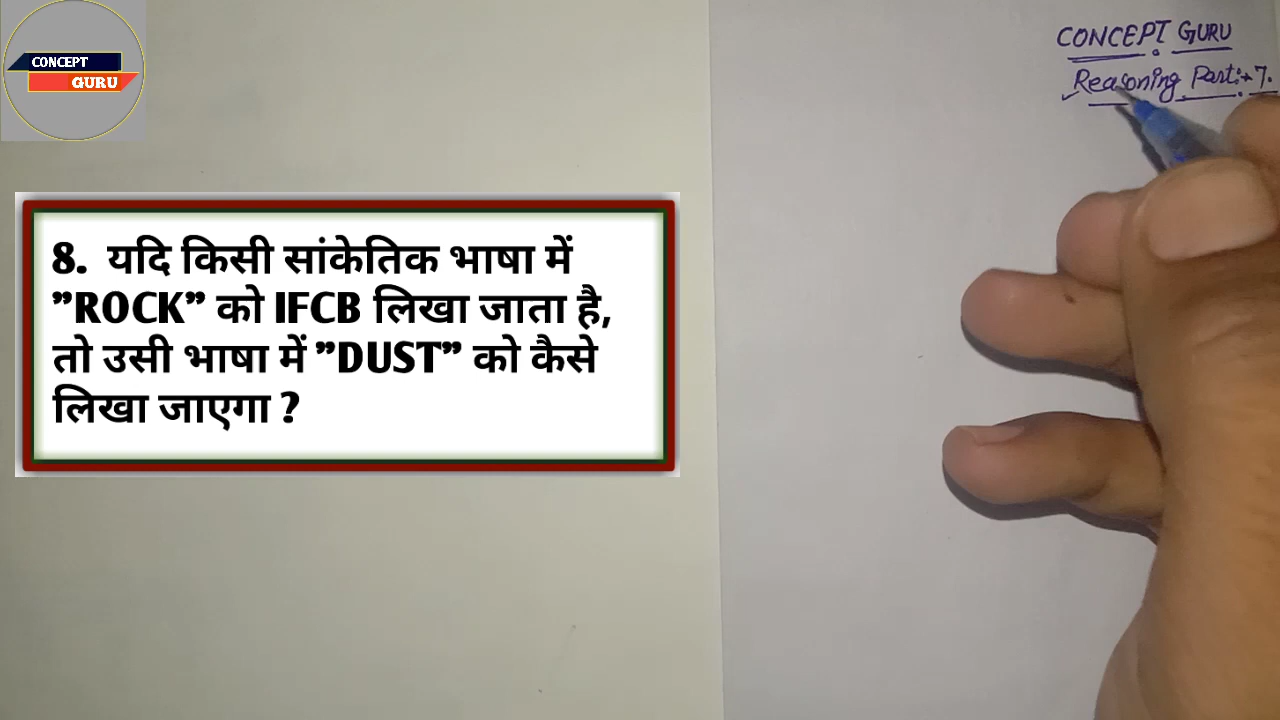 CONCEPT
GURU
CONCEPT GURU
Reasoning Part:→ 7.
8. यदि किसी सांकेतिक भाषा में
”ROCK” को IFCB लिखा जाता है,
तो उसी भाषा में ”DUST” को कैसे
लिखा जाएगा ?